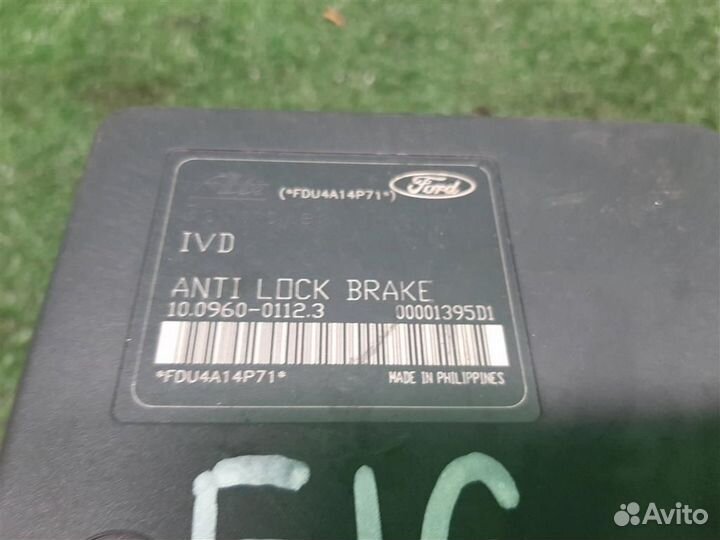 (*FDU4A14P71*) Ford
IVD
ANTI LOCK BRAKE
10.0960-0112.3 00001395D1
*FDU4A14P71* MADE IN PHILIPPINES
Avito